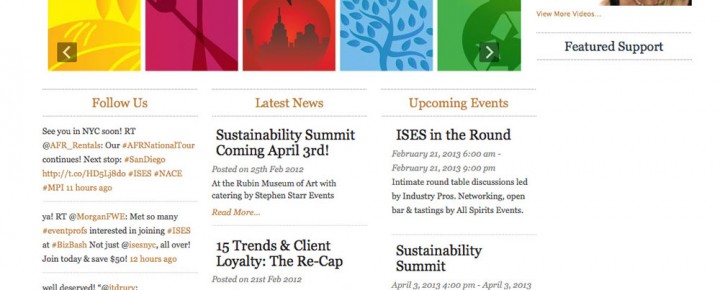 View More Videos...
Featured Support
Follow Us
See you in NYC soon! RT
@AFR_Rentals: Our #AFRNationalTour
continues! Next stop: #SanDiego
http://t.co/HD5Lj8do #ISES #NACE
#MPI 11 hours ago
ya! RT @MorganFWE: Met so many
#eventprofs interested in joining #ISES
at #BizBash Not just @isesnyc, all over!
Join today & save $50! 12 hours ago
well deserved! "@jtdrury:
Latest News
Sustainability Summit
Coming April 3rd!
Posted on 25th Feb 2012
At the Rubin Museum of Art with
catering by Stephen Starr Events
Read More...
15 Trends & Client
Loyalty: The Re-Cap
Posted on 21st Feb 2012
Upcoming Events
ISES in the Round
February 21, 2013 6:00 am -
February 21, 2013 9:00 pm
Intimate round table discussions led
by Industry Pros. Networking, open
bar & tastings by All Spirits Events.
Sustainability
Summit
April 3, 2013 4:00 pm - April 3, 2013